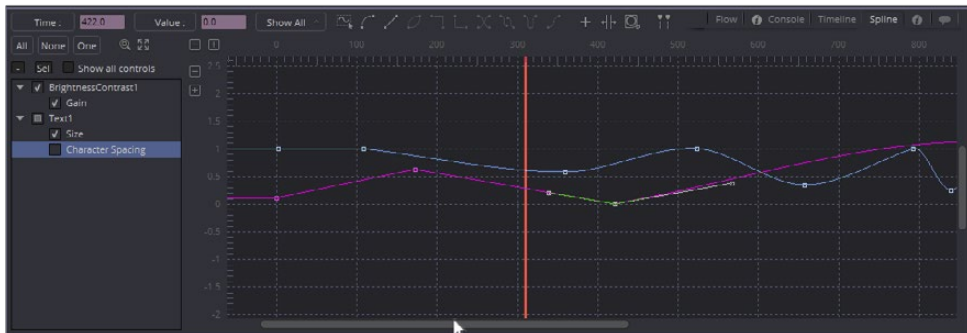 Time : 422.0 Value : 0.0 Show All Flow Console Timeline Spline
All None One
Sel Show all controls
BrightnessContrast1
Gain
Text1
Size
Character Spacing
0 100 200 300 400 500 600 700 800
2.5
2
1.5
1
0.5
0
-0.5
-1
-1.5
-2